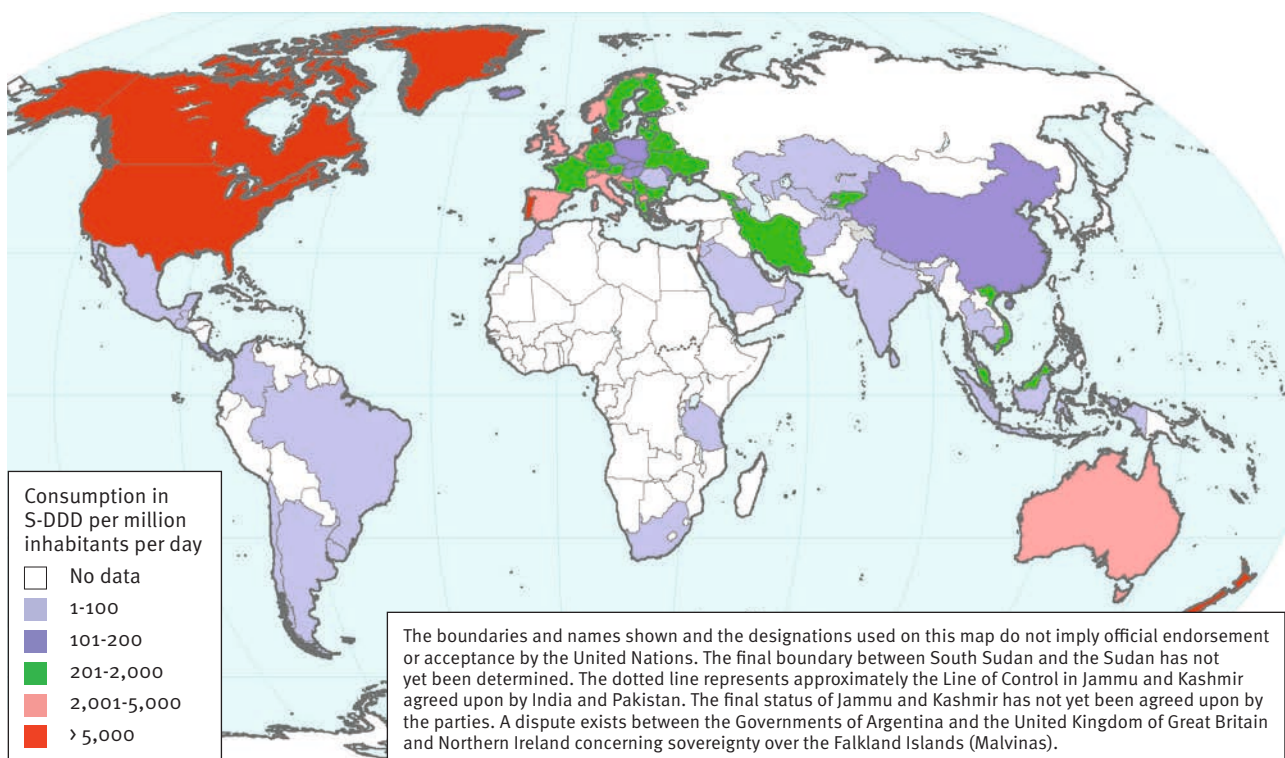 Consumption in
S-DDD per million
inhabitants per day
No data
1-100
101-200
201-2,000
2,001-5,000
> 5,000
The boundaries and names shown and the designations used on this map do not imply official endorsement
or acceptance by the United Nations. The final boundary between South Sudan and the Sudan has not
yet been determined. The dotted line represents approximately the Line of Control in Jammu and Kashmir
agreed upon by India and Pakistan. The final status of Jammu and Kashmir has not yet been agreed upon by
the parties. A dispute exists between the Governments of Argentina and the United Kingdom of Great Britain
and Northern Ireland concerning sovereignty over the Falkland Islands (Malvinas).